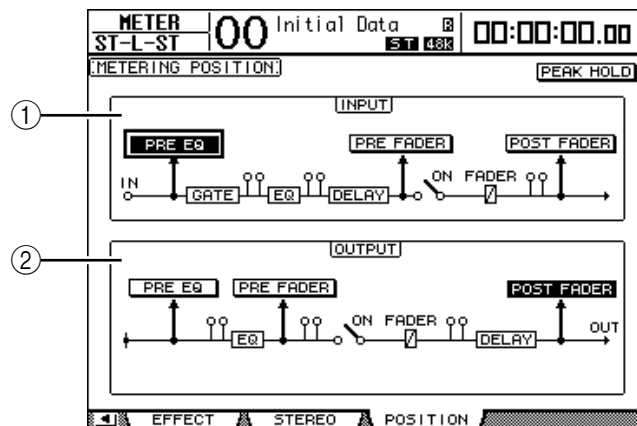 METER
ST-L-ST
00
Initial Data
R
ST 48K
00:00:00.00
METERING POSITION
PEAK HOLD
1
INPUT
PRE EQ PRE FADER POST FADER
IN GATE EQ DELAY ON FADER
2
OUTPUT
PRE EQ PRE FADER POST FADER
EQ ON FADER DELAY OUT
EFFECT STEREO POSITION